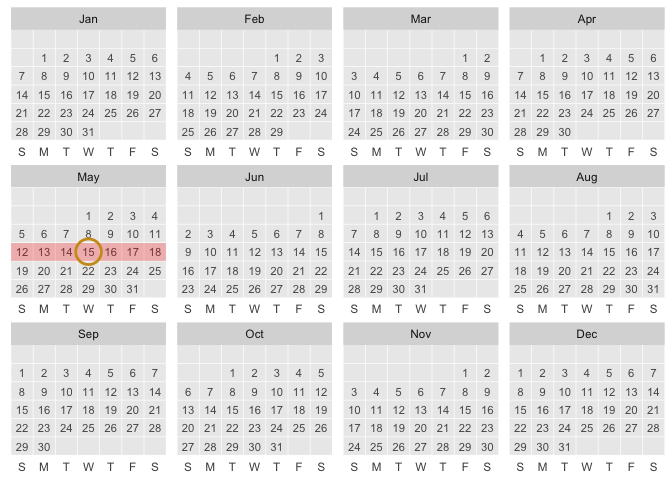 Jan
1 2 3 4 5 6
7 8 9 10 11 12 13
14 15 16 17 18 19 20
21 22 23 24 25 26 27
28 29 30 31
S M T W T F S
Feb
1 2 3
4 5 6 7 8 9 10
11 12 13 14 15 16 17
18 19 20 21 22 23 24
25 26 27 28 29
S M T W T F S
Mar
1 2
3 4 5 6 7 8 9
10 11 12 13 14 15 16
17 18 19 20 21 22 23
24 25 26 27 28 29 30
S M T W T F S
Apr
1 2 3 4 5 6
7 8 9 10 11 12 13
14 15 16 17 18 19 20
21 22 23 24 25 26 27
28 29 30
S M T W T F S
May
1 2 3 4
5 6 7 8 9 10 11
12 13 14 15 16 17 18
19 20 21 22 23 24 25
26 27 28 29 30 31
S M T W T F S
Jun
1
2 3 4 5 6 7 8
9 10 11 12 13 14 15
16 17 18 19 20 21 22
23 24 25 26 27 28 29
S M T W T F S
Jul
1 2 3 4 5 6
7 8 9 10 11 12 13
14 15 16 17 18 19 20
21 22 23 24 25 26 27
28 29 30 31
S M T W T F S
Aug
1 2 3
4 5 6 7 8 9 10
11 12 13 14 15 16 17
18 19 20 21 22 23 24
25 26 27 28 29 30 31
S M T W T F S
Sep
1 2 3 4 5 6 7
8 9 10 11 12 13 14
15 16 17 18 19 20 21
22 23 24 25 26 27 28
29 30
S M T W T F S
Oct
1 2 3 4 5
6 7 8 9 10 11 12
13 14 15 16 17 18 19
20 21 22 23 24 25 26
27 28 29 30 31
S M T W T F S
Nov
1 2
3 4 5 6 7 8 9
10 11 12 13 14 15 16
17 18 19 20 21 22 23
24 25 26 27 28 29 30
S M T W T F S
Dec
1 2 3 4 5 6 7
8 9 10 11 12 13 14
15 16 17 18 19 20 21
22 23 24 25 26 27 28
29 30 31
S M T W T F S